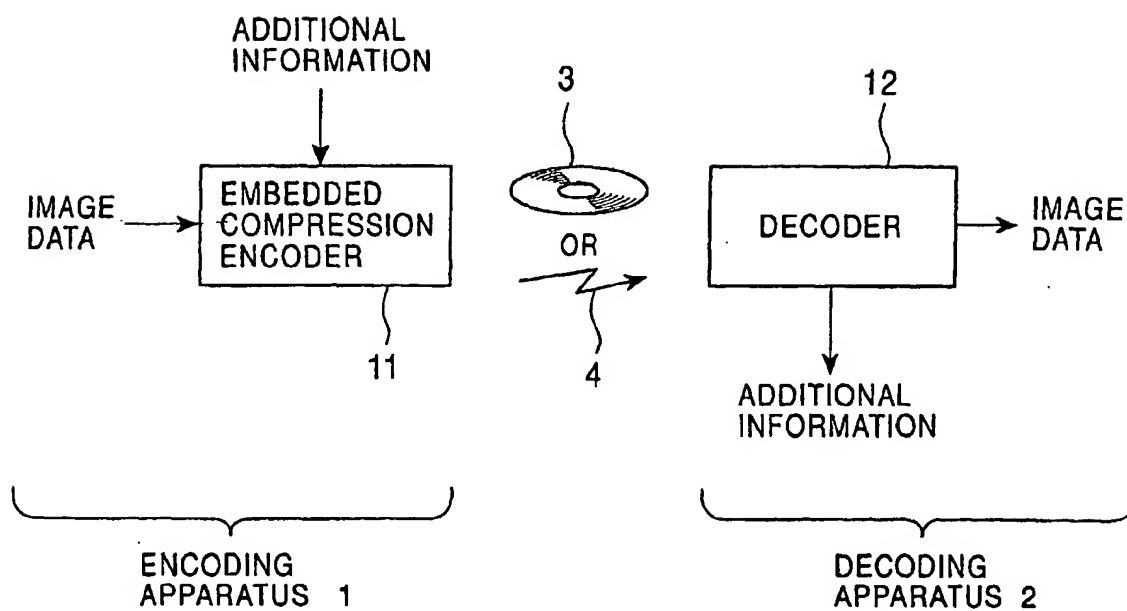 ADDITIONAL
INFORMATION
3
12
IMAGE
DATA
EMBEDDED
COMPRESSION
ENCODER
OR
DECODER
IMAGE
DATA
11
4
ADDITIONAL
INFORMATION
ENCODING
APPARATUS 1
DECODING
APPARATUS 2